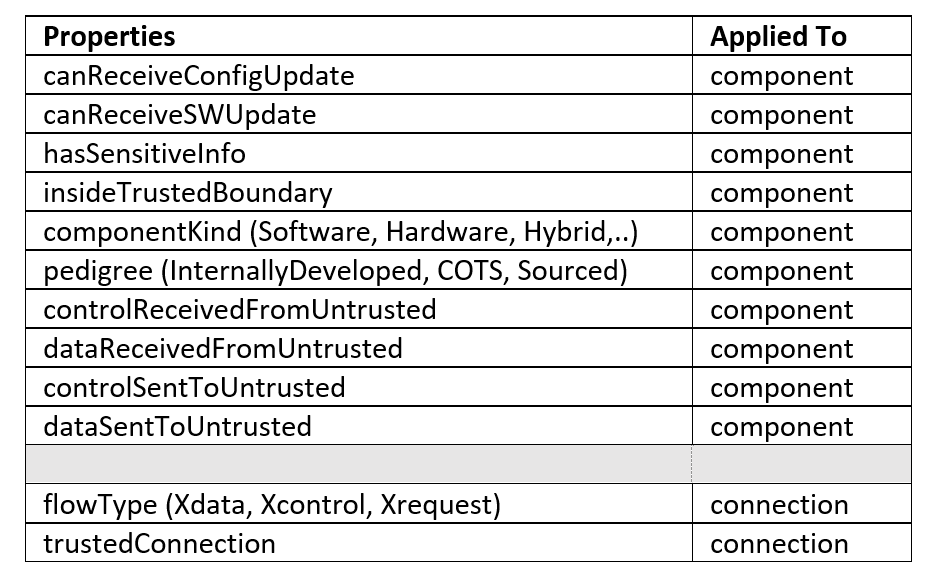 Properties Applied To
canReceiveConfigUpdate component
canReceiveSWUpdate component
hasSensitiveInfo component
insideTrustedBoundary component
componentKind (Software, Hardware, Hybrid,..) component
pedigree (InternallyDeveloped, COTS, Sourced) component
controlReceivedFromUntrusted component
dataReceivedFromUntrusted component
controlSentToUntrusted component
dataSentToUntrusted component
flowType (Xdata, Xcontrol, Xrequest) connection
trustedConnection connection